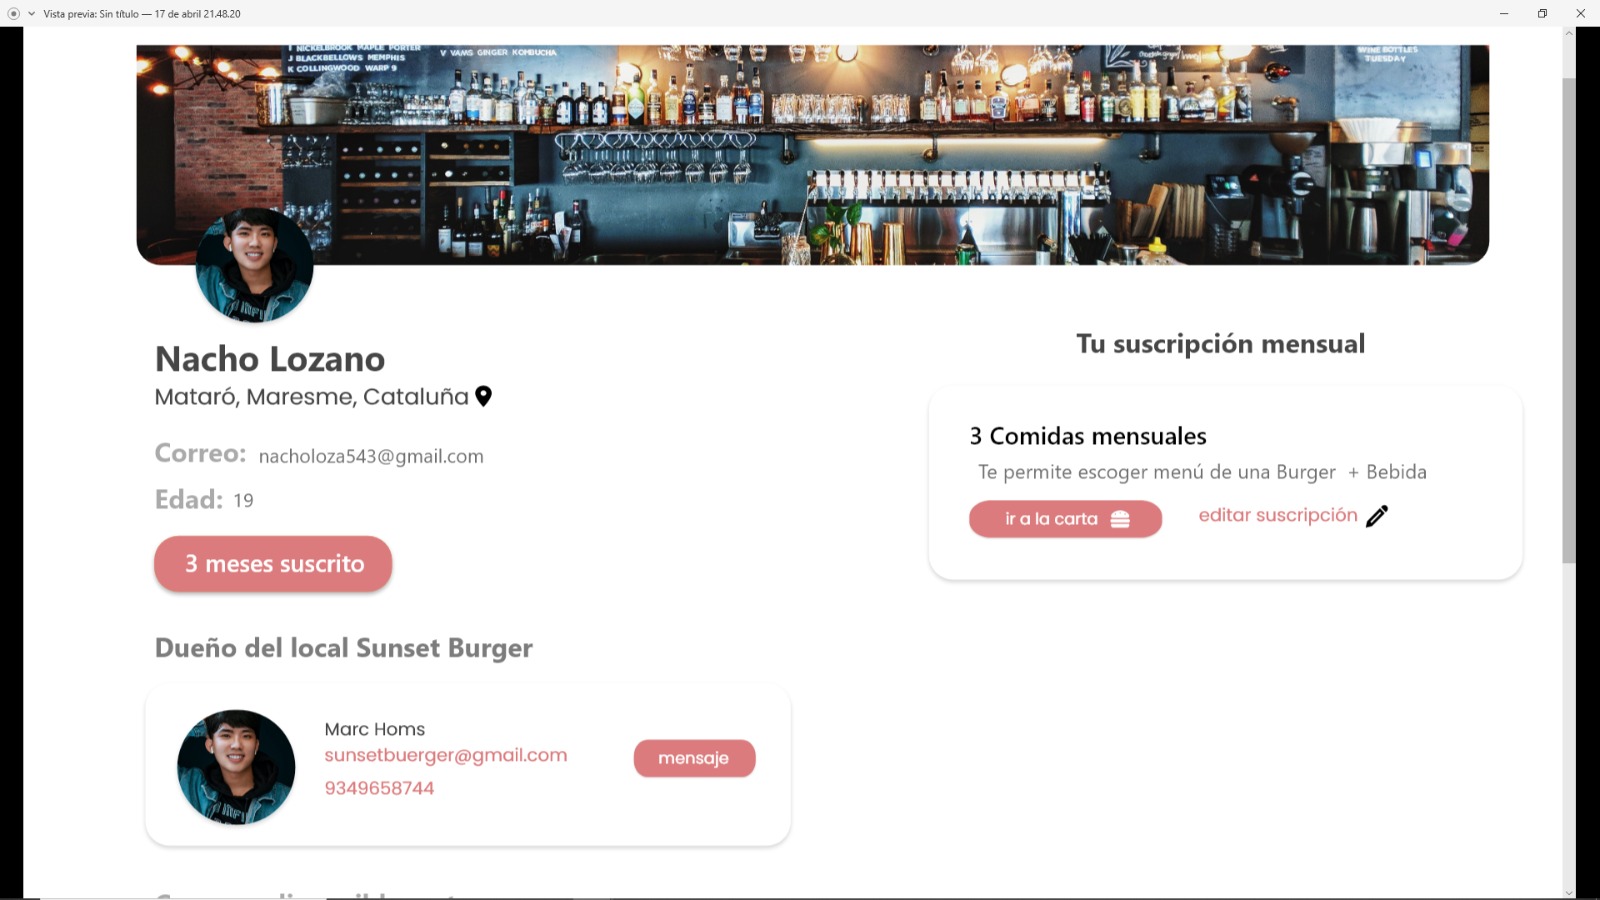 Vista previa: Sin título — 17 de abril 21.48.20
J NICKELBROOK MAPLE PORTER
J BLACKBELLOWS MEMPHIS
K COLLINGWOOD WARP 9
V VAMS GINGER KOMBUCHA
WINE BOTTLES
TUESDAY
Nacho Lozano
Mataró, Maresme, Cataluña
Correo: nacholoza543@gmail.com
Edad: 19
3 meses suscrito
Tu suscripción mensual
3 Comidas mensuales
Te permite escoger menú de una Burger + Bebida
ir a la carta
editar suscripción
Dueño del local Sunset Burger
Marc Homs
sunsetbuerger@gmail.com
9349658744
mensaje